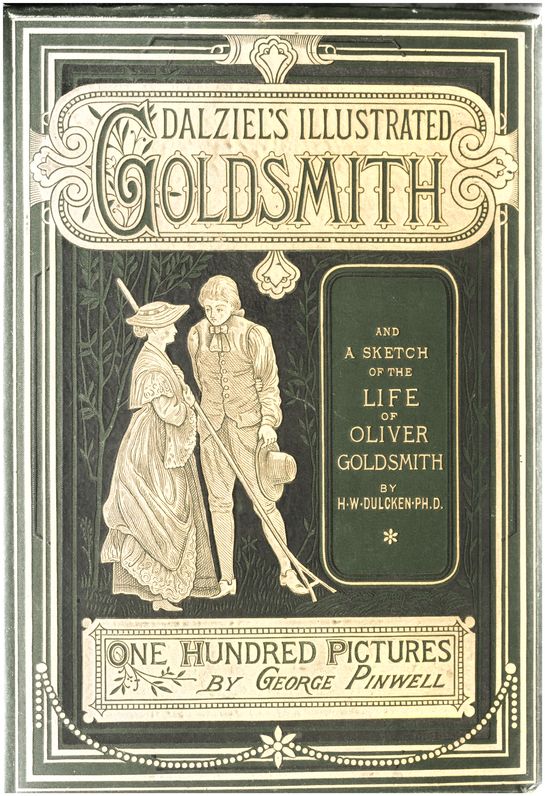 DALZIEL'S ILLUSTRATED
GOLDSMITH
AND
A SKETCH
OF THE
LIFE
OF
OLIVER
GOLDSMITH
BY
H·W·DULCKEN·PH.D.
ONE HUNDRED PICTURES
BY GEORGE PINWELL